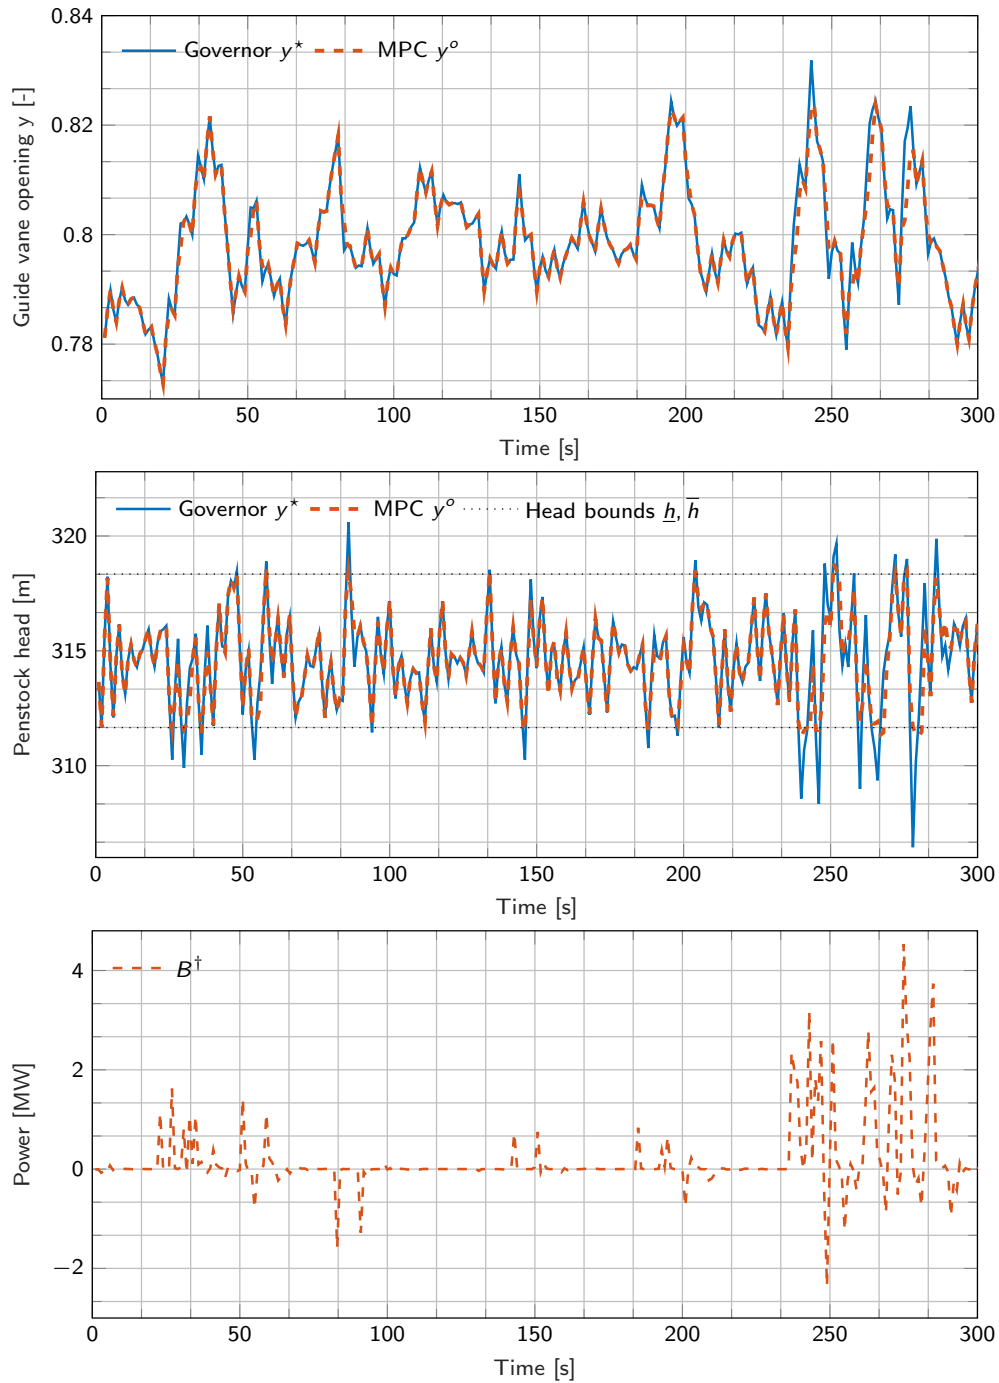 0.84
Governor y* MPC yᵒ
0.82
0.8
0.78
Guide vane opening y [-]
0 50 100 150 200 250 300
Time [s]
Governor y* MPC yᵒ Head bounds h̲, h̅
320
315
310
Penstock head [m]
0 50 100 150 200 250 300
Time [s]
B†
4
2
0
−2
Power [MW]
0 50 100 150 200 250 300
Time [s]